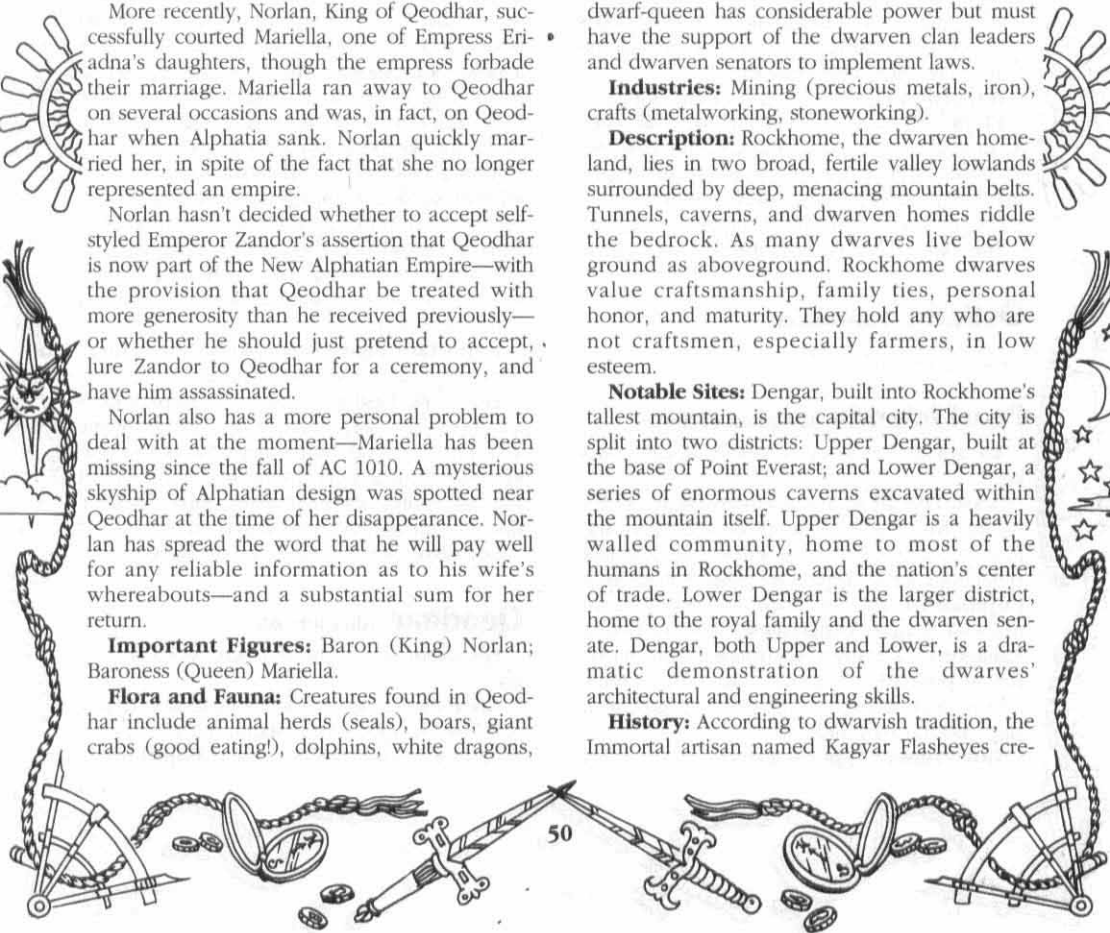 More recently, Norlan, King of Qeodhar, suc-
cessfully courted Mariella, one of Empress Eri-
adna's daughters, though the empress forbade
their marriage. Mariella ran away to Qeodhar
on several occasions and was, in fact, on Qeod-
har when Alphatia sank. Norlan quickly mar-
ried her, in spite of the fact that she no longer
represented an empire.
Norlan hasn't decided whether to accept self-
styled Emperor Zandor's assertion that Qeodhar
is now part of the New Alphatian Empire—with
the provision that Qeodhar be treated with
more generosity than he received previously—
or whether he should just pretend to accept,
lure Zandor to Qeodhar for a ceremony, and
have him assassinated.
Norlan also has a more personal problem to
deal with at the moment—Mariella has been
missing since the fall of AC 1010. A mysterious
skyship of Alphatian design was spotted near
Qeodhar at the time of her disappearance. Nor-
lan has spread the word that he will pay well
for any reliable information as to his wife's
whereabouts—and a substantial sum for her
return.
Important Figures: Baron (King) Norlan;
Baroness (Queen) Mariella.
Flora and Fauna: Creatures found in Qeod-
har include animal herds (seals), boars, giant
crabs (good eating!), dolphins, white dragons,
dwarf-queen has considerable power but must
have the support of the dwarven clan leaders
and dwarven senators to implement laws.
Industries: Mining (precious metals, iron),
crafts (metalworking, stoneworking).
Description: Rockhome, the dwarven home-
land, lies in two broad, fertile valley lowlands
surrounded by deep, menacing mountain belts.
Tunnels, caverns, and dwarven homes riddle
the bedrock. As many dwarves live below
ground as aboveground. Rockhome dwarves
value craftsmanship, family ties, personal
honor, and maturity. They hold any who are
not craftsmen, especially farmers, in low
esteem.
Notable Sites: Dengar, built into Rockhome's
tallest mountain, is the capital city. The city is
split into two districts: Upper Dengar, built at
the base of Point Everast; and Lower Dengar, a
series of enormous caverns excavated within
the mountain itself. Upper Dengar is a heavily
walled community, home to most of the
humans in Rockhome, and the nation's center
of trade. Lower Dengar is the larger district,
home to the royal family and the dwarven sen-
ate. Dengar, both Upper and Lower, is a dra-
matic demonstration of the dwarves'
architectural and engineering skills.
History: According to dwarvish tradition, the
Immortal artisan named Kagyar Flasheyes cre-
50